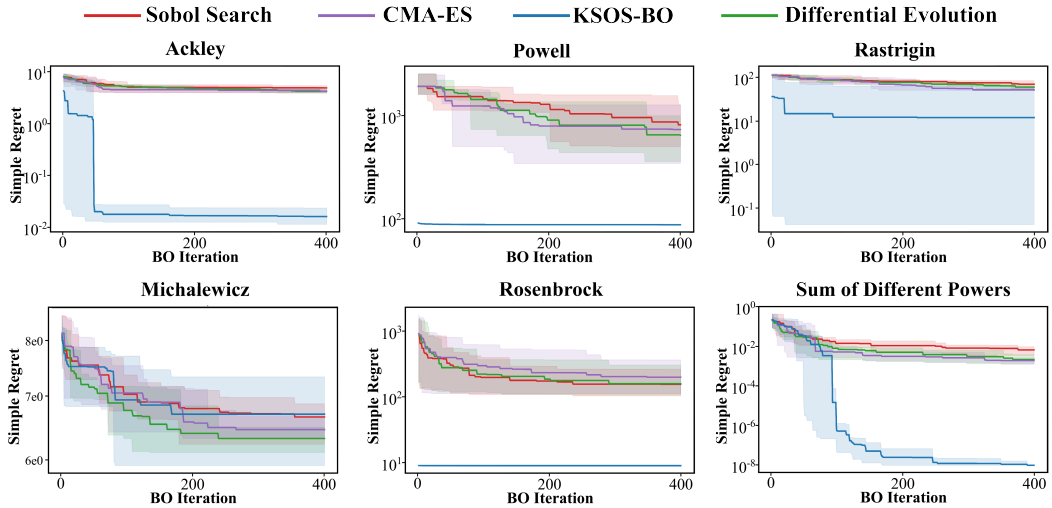 Sobol Search CMA-ES KSOS-BO Differential Evolution
Ackley
Simple Regret
10^1
10^0
10^-1
10^-2
0 200 400
BO Iteration
Powell
Simple Regret
10^3
10^2
0 200 400
BO Iteration
Rastrigin
Simple Regret
10^2
10^1
10^0
10^-1
0 200 400
BO Iteration
Michalewicz
Simple Regret
8e0
7e0
6e0
0 200 400
BO Iteration
Rosenbrock
Simple Regret
10^3
10^2
10^1
0 200 400
BO Iteration
Sum of Different Powers
Simple Regret
10^0
10^-2
10^-4
10^-6
10^-8
0 200 400
BO Iteration